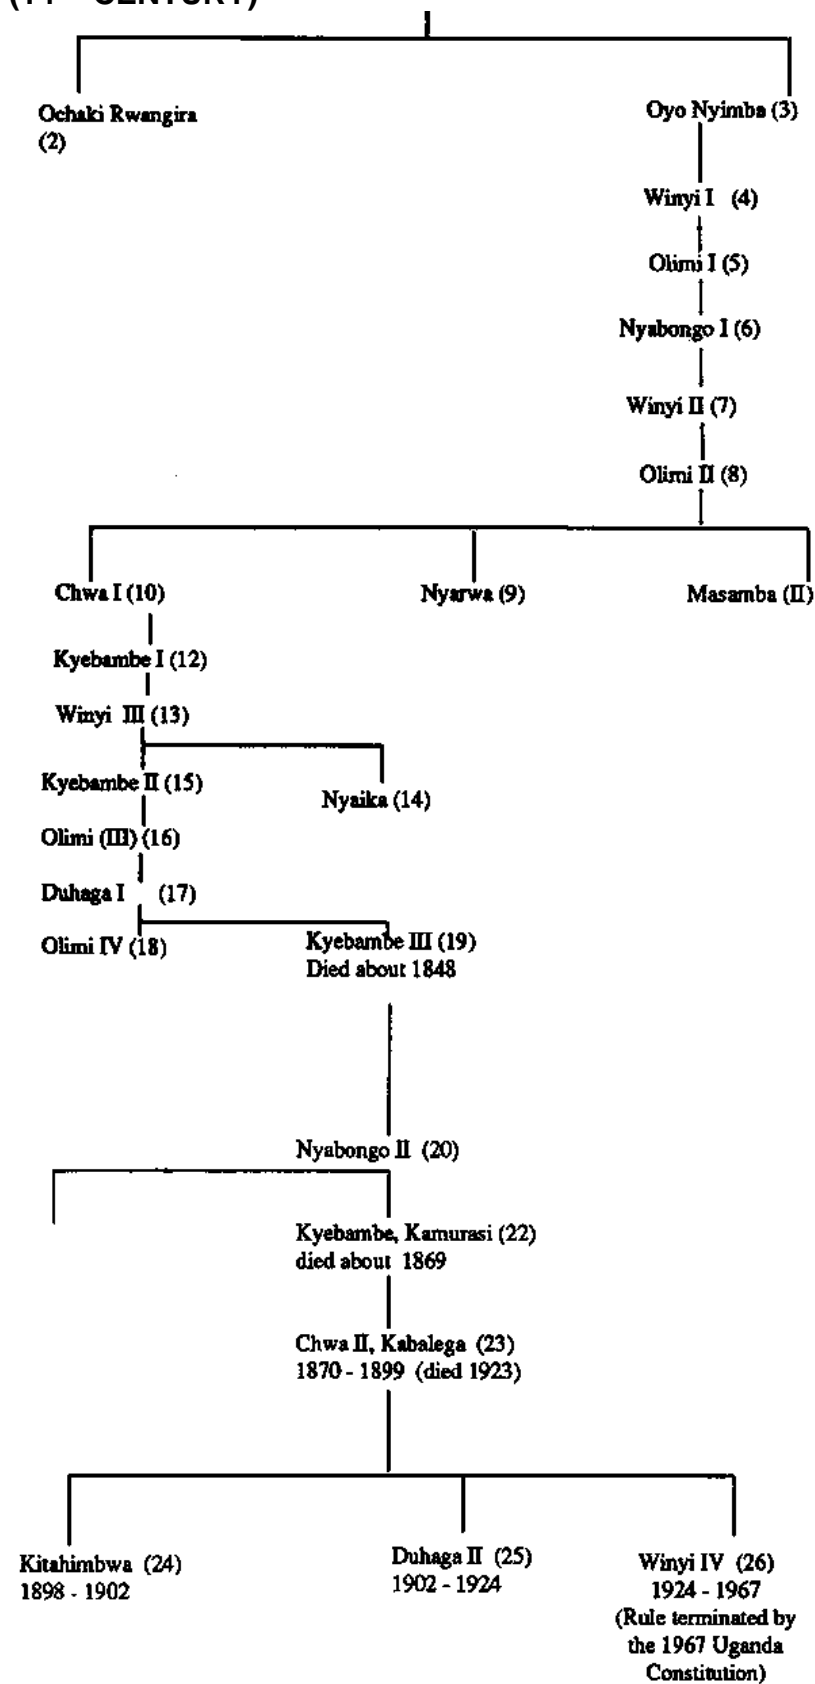 Ochaki Rwangira
(2)
Oyo Nyimba (3)
Winyi I (4)
Olimi I (5)
Nyabongo I (6)
Winyi II (7)
Olimi II (8)
Chwa I (10)
Nyarwa (9)
Masamba (II)
Kyebambe I (12)
Winyi III (13)
Kyebambe II (15)
Nyaika (14)
Olimi (III) (16)
Duhaga I (17)
Olimi IV (18)
Kyebambe III (19)
Died about 1848
Nyabongo II (20)
Kyebambe, Kamurasi (22)
died about 1869
Chwa II, Kabalega (23)
1870 - 1899 (died 1923)
Kitahimbwa (24)
1898 - 1902
Duhaga II (25)
1902 - 1924
Winyi IV (26)
1924 - 1967
(Rule terminated by
the 1967 Uganda
Constitution)